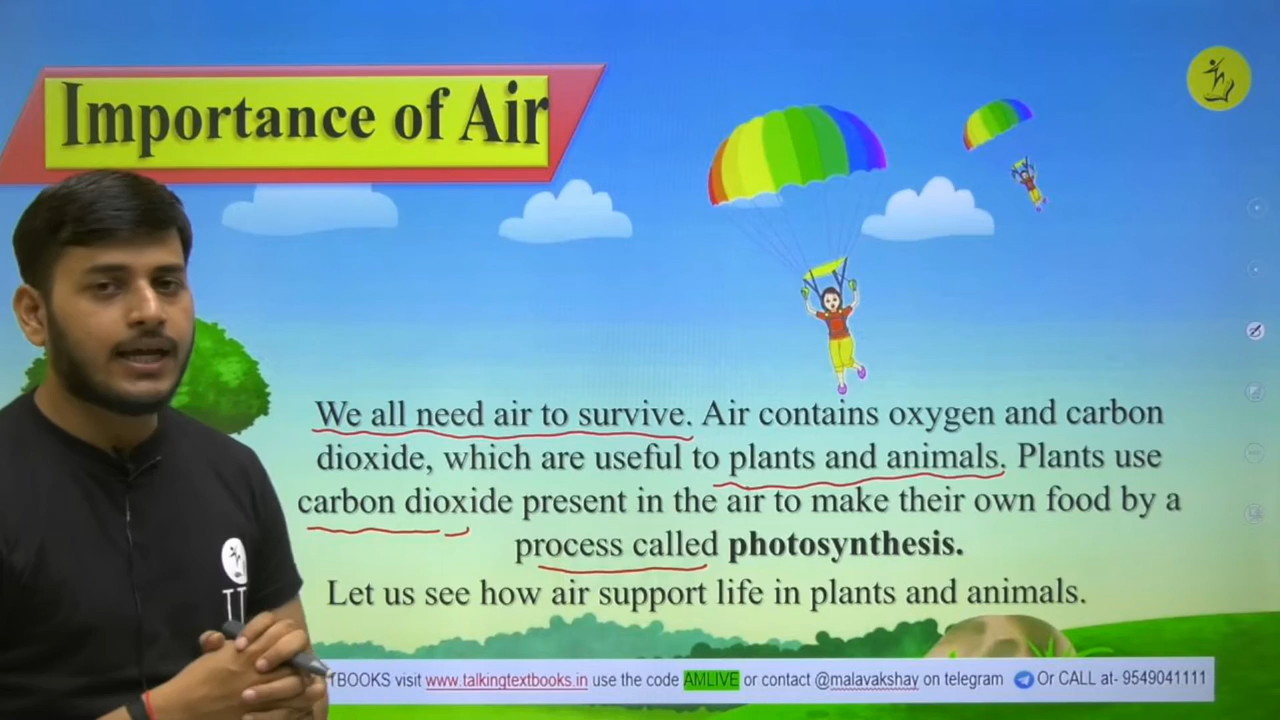 Importance of Air
We all need air to survive. Air contains oxygen and carbon
dioxide, which are useful to plants and animals. Plants use
carbon dioxide present in the air to make their own food by a
process called photosynthesis.
Let us see how air support life in plants and animals.
BOOKS visit www.talkingtextbooks.in use the code AMLIVE or contact @malavakshay on telegram Or CALL at- 9549041111